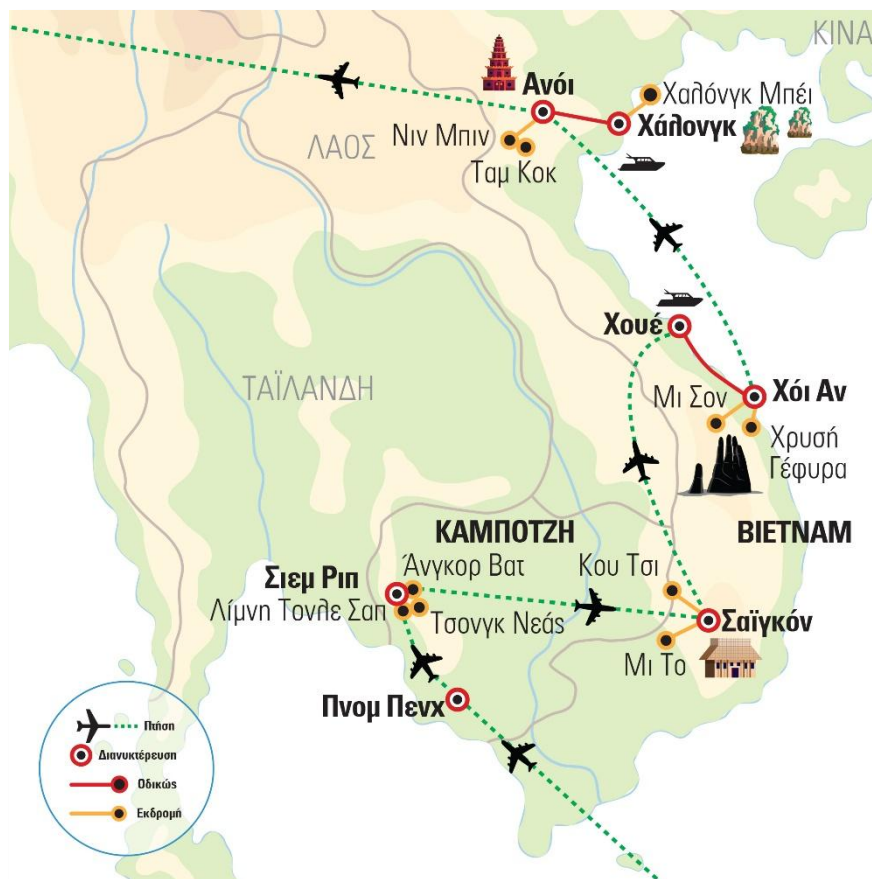 ΚΙΝΑ
Ανόι
Χαλόνγκ Μπέι
Χάλονγκ
Νιν Μπιν
ΛΑΟΣ
Ταμ Κοκ
Χουέ
ΤΑΪΛΑΝΔΗ
Μι Σον
Χόι Αν
Χρυσή
Γέφυρα
ΚΑΜΠΟΤΖΗ
ΒΙΕΤΝΑΜ
Άνγκορ Βατ
Κου Τσι
Σιεμ Ριπ
Λίμνη Τονλε Σαπ
Τσονγκ Νεάς
Σαϊγκόν
Μι Το
Πνομ Πενχ
Πτήση
Διανυκτέρευση
Οδικώς
Εκδρομή